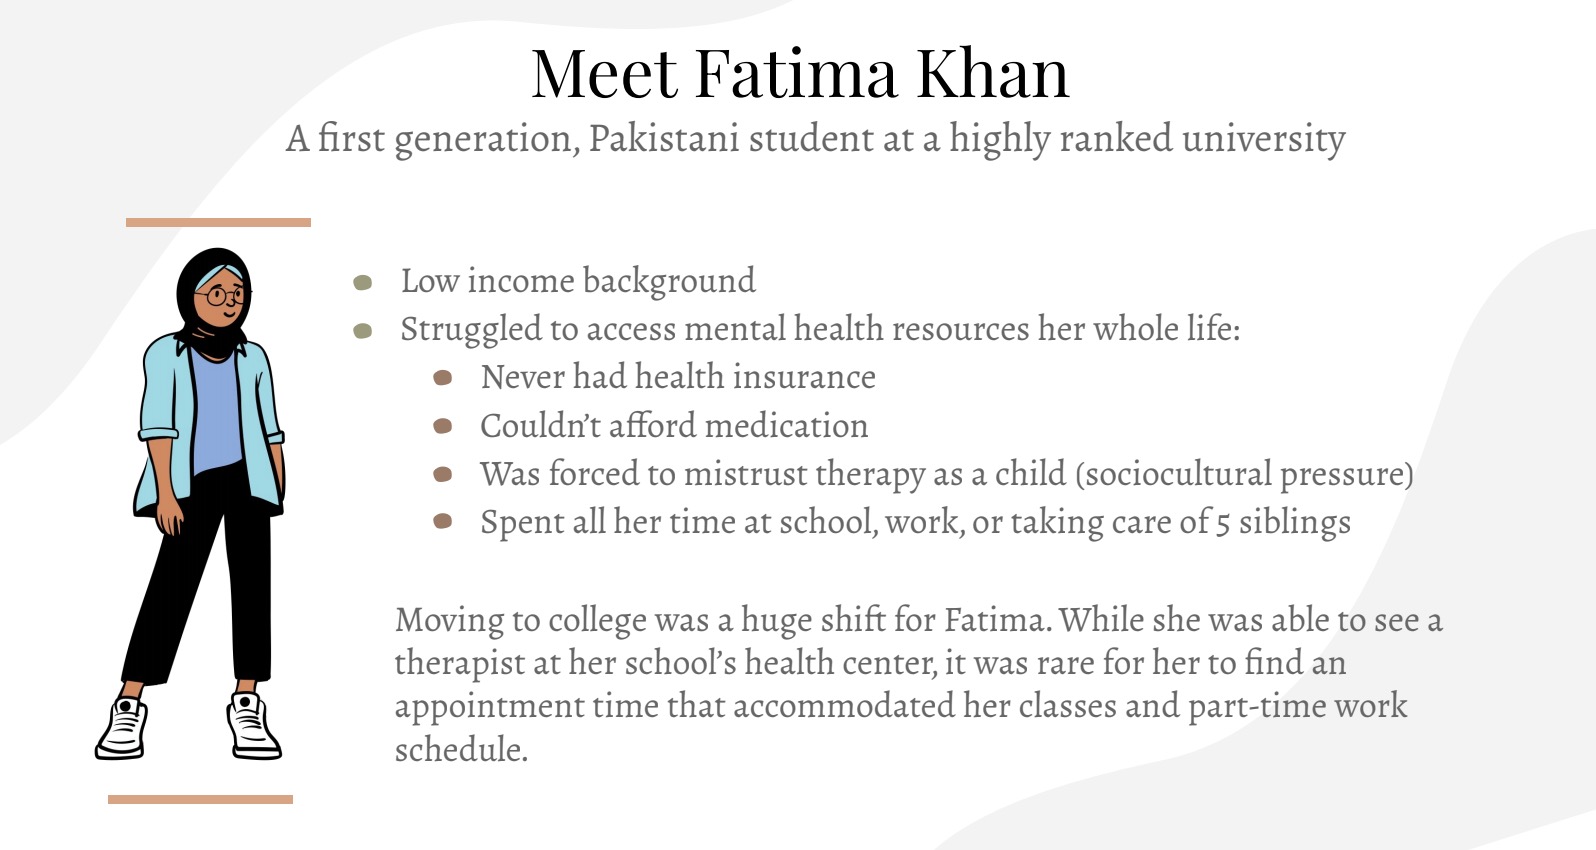 Meet Fatima Khan
A first generation, Pakistani student at a highly ranked university
Low income background
Struggled to access mental health resources her whole life:
Never had health insurance
Couldn’t afford medication
Was forced to mistrust therapy as a child (sociocultural pressure)
Spent all her time at school, work, or taking care of 5 siblings
Moving to college was a huge shift for Fatima. While she was able to see a
therapist at her school’s health center, it was rare for her to find an
appointment time that accommodated her classes and part-time work
schedule.